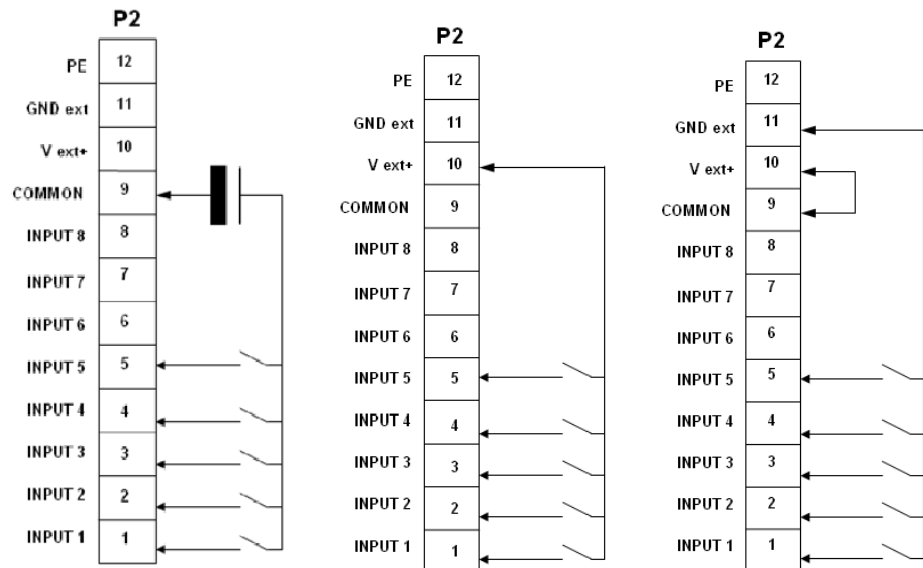 P2
PE 12
GND ext 11
V ext+ 10
COMMON 9
INPUT 8 8
INPUT 7 7
INPUT 6 6
INPUT 5 5
INPUT 4 4
INPUT 3 3
INPUT 2 2
INPUT 1 1
P2
PE 12
GND ext 11
V ext+ 10
COMMON 9
INPUT 8 8
INPUT 7 7
INPUT 6 6
INPUT 5 5
INPUT 4 4
INPUT 3 3
INPUT 2 2
INPUT 1 1
P2
PE 12
GND ext 11
V ext+ 10
COMMON 9
INPUT 8 8
INPUT 7 7
INPUT 6 6
INPUT 5 5
INPUT 4 4
INPUT 3 3
INPUT 2 2
INPUT 1 1